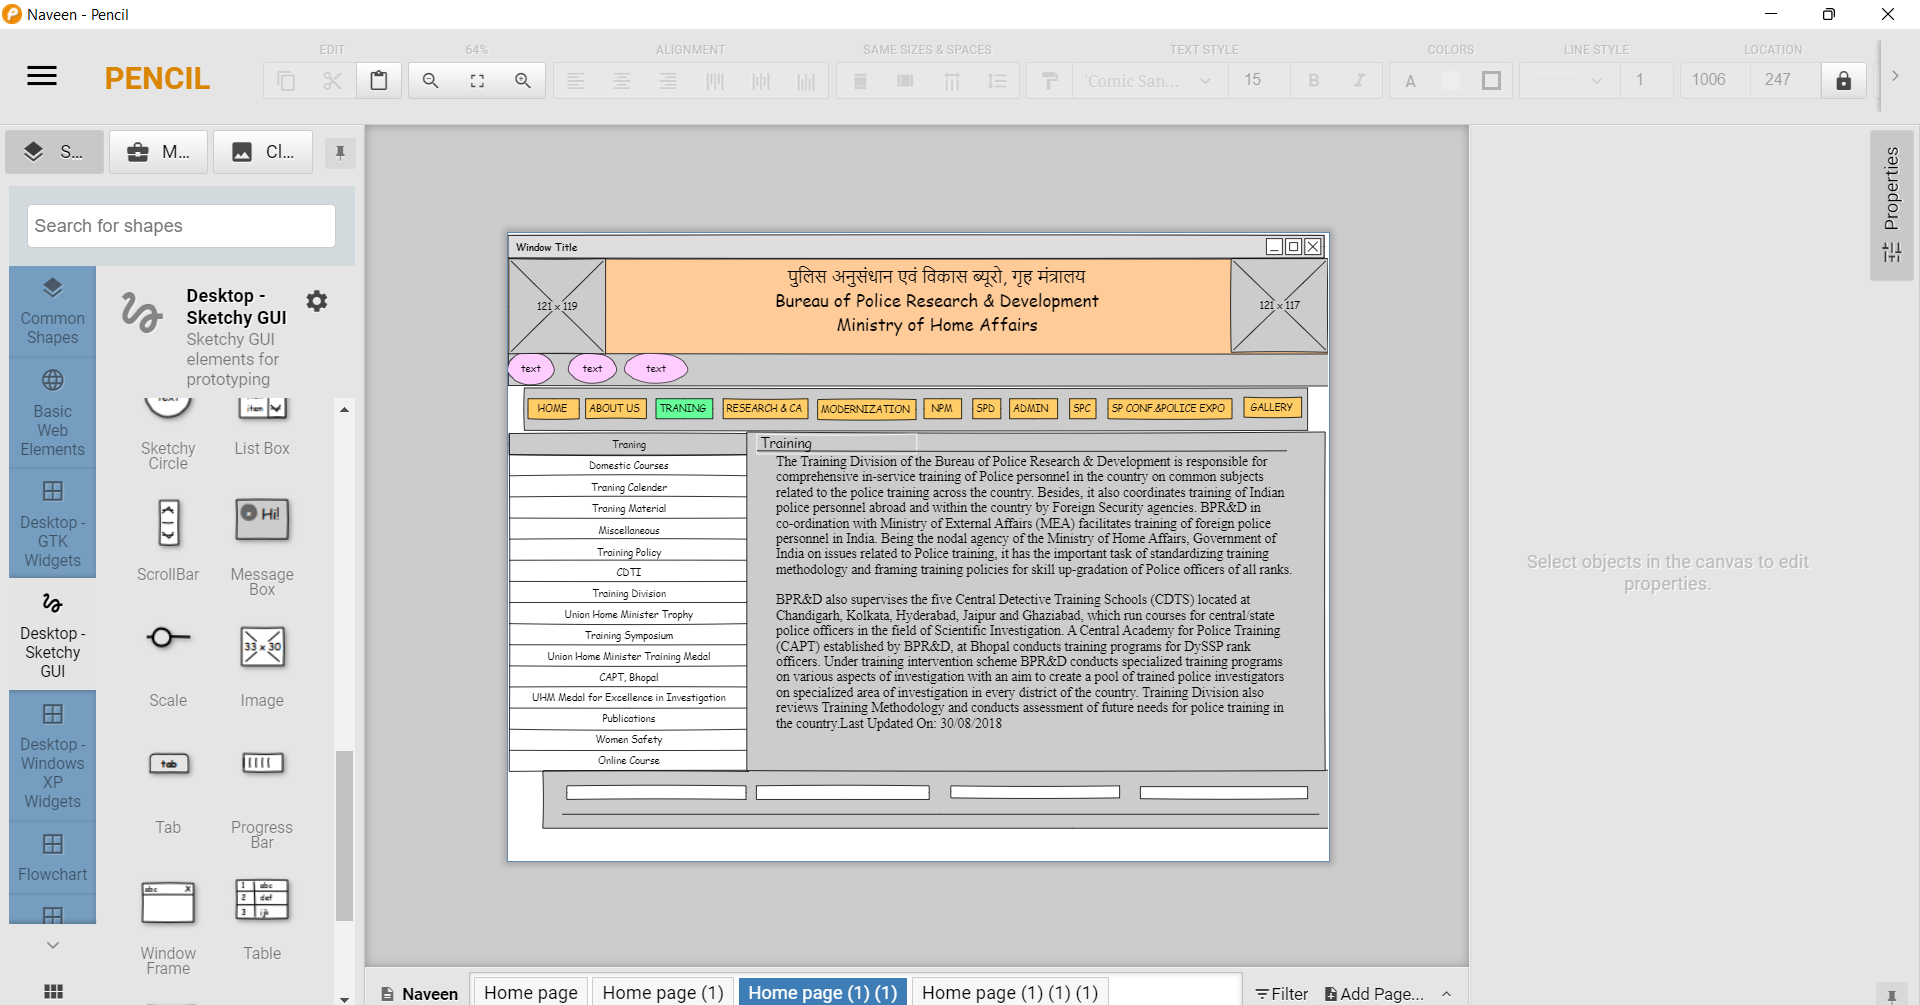 Naveen - Pencil
EDIT
64%
ALIGNMENT
SAME SIZES & SPACES
TEXT STYLE
COLORS
LINE STYLE
LOCATION
PENCIL
'Comic San...
15
B
I
A
1
1006
247
S...
M...
Cl...
Properties
Search for shapes
Common
Shapes
Basic
Web
Elements
Desktop -
GTK
Widgets
Desktop -
Sketchy
GUI
Desktop -
Windows
XP
Widgets
Flowchart
Desktop -
Sketchy GUI
Sketchy GUI
elements for
prototyping
item
Sketchy
Circle
List Box
Hi!
ScrollBar
Message
Box
33 x 30
Scale
Image
tab
Tab
Progress
Bar
abc X
1 abc
2 def
3 ijk
Window
Frame
Table
Window Title
121 x 119
पुलिस अनुसंधान एवं विकास ब्यूरो, गृह मंत्रालय
Bureau of Police Research & Development
Ministry of Home Affairs
121 x 117
text
text
text
HOME
ABOUT US
TRANING
RESEARCH & CA
MODERNIZATION
NPM
SPD
ADMIN
SPC
SP CONF.&POLICE EXPO
GALLERY
Traning
Domestic Courses
Traning Calender
Traning Material
Miscellaneous
Training Policy
CDTI
Training Division
Union Home Minister Trophy
Training Symposium
Union Home Minister Training Medal
CAPT, Bhopal
UHM Medal for Excellence in Investigation
Publications
Women Safety
Online Course
Training
The Training Division of the Bureau of Police Research & Development is responsible for
comprehensive in-service training of Police personnel in the country on common subjects
related to the police training across the country. Besides, it also coordinates training of Indian
police personnel abroad and within the country by Foreign Security agencies. BPR&D in
co-ordination with Ministry of External Affairs (MEA) facilitates training of foreign police
personnel in India. Being the nodal agency of the Ministry of Home Affairs, Government of
India on issues related to Police training, it has the important task of standardizing training
methodology and framing training policies for skill up-gradation of Police officers of all ranks.
BPR&D also supervises the five Central Detective Training Schools (CDTS) located at
Chandigarh, Kolkata, Hyderabad, Jaipur and Ghaziabad, which run courses for central/state
police officers in the field of Scientific Investigation. A Central Academy for Police Training
(CAPT) established by BPR&D, at Bhopal conducts training programs for DySSP rank
officers. Under training intervention scheme BPR&D conducts specialized training programs
on various aspects of investigation with an aim to create a pool of trained police investigators
on specialized area of investigation in every district of the country. Training Division also
reviews Training Methodology and conducts assessment of future needs for police training in
the country.Last Updated On: 30/08/2018
Select objects in the canvas to edit
properties.
Naveen
Home page
Home page (1)
Home page (1) (1)
Home page (1) (1) (1)
Filter
Add Page...